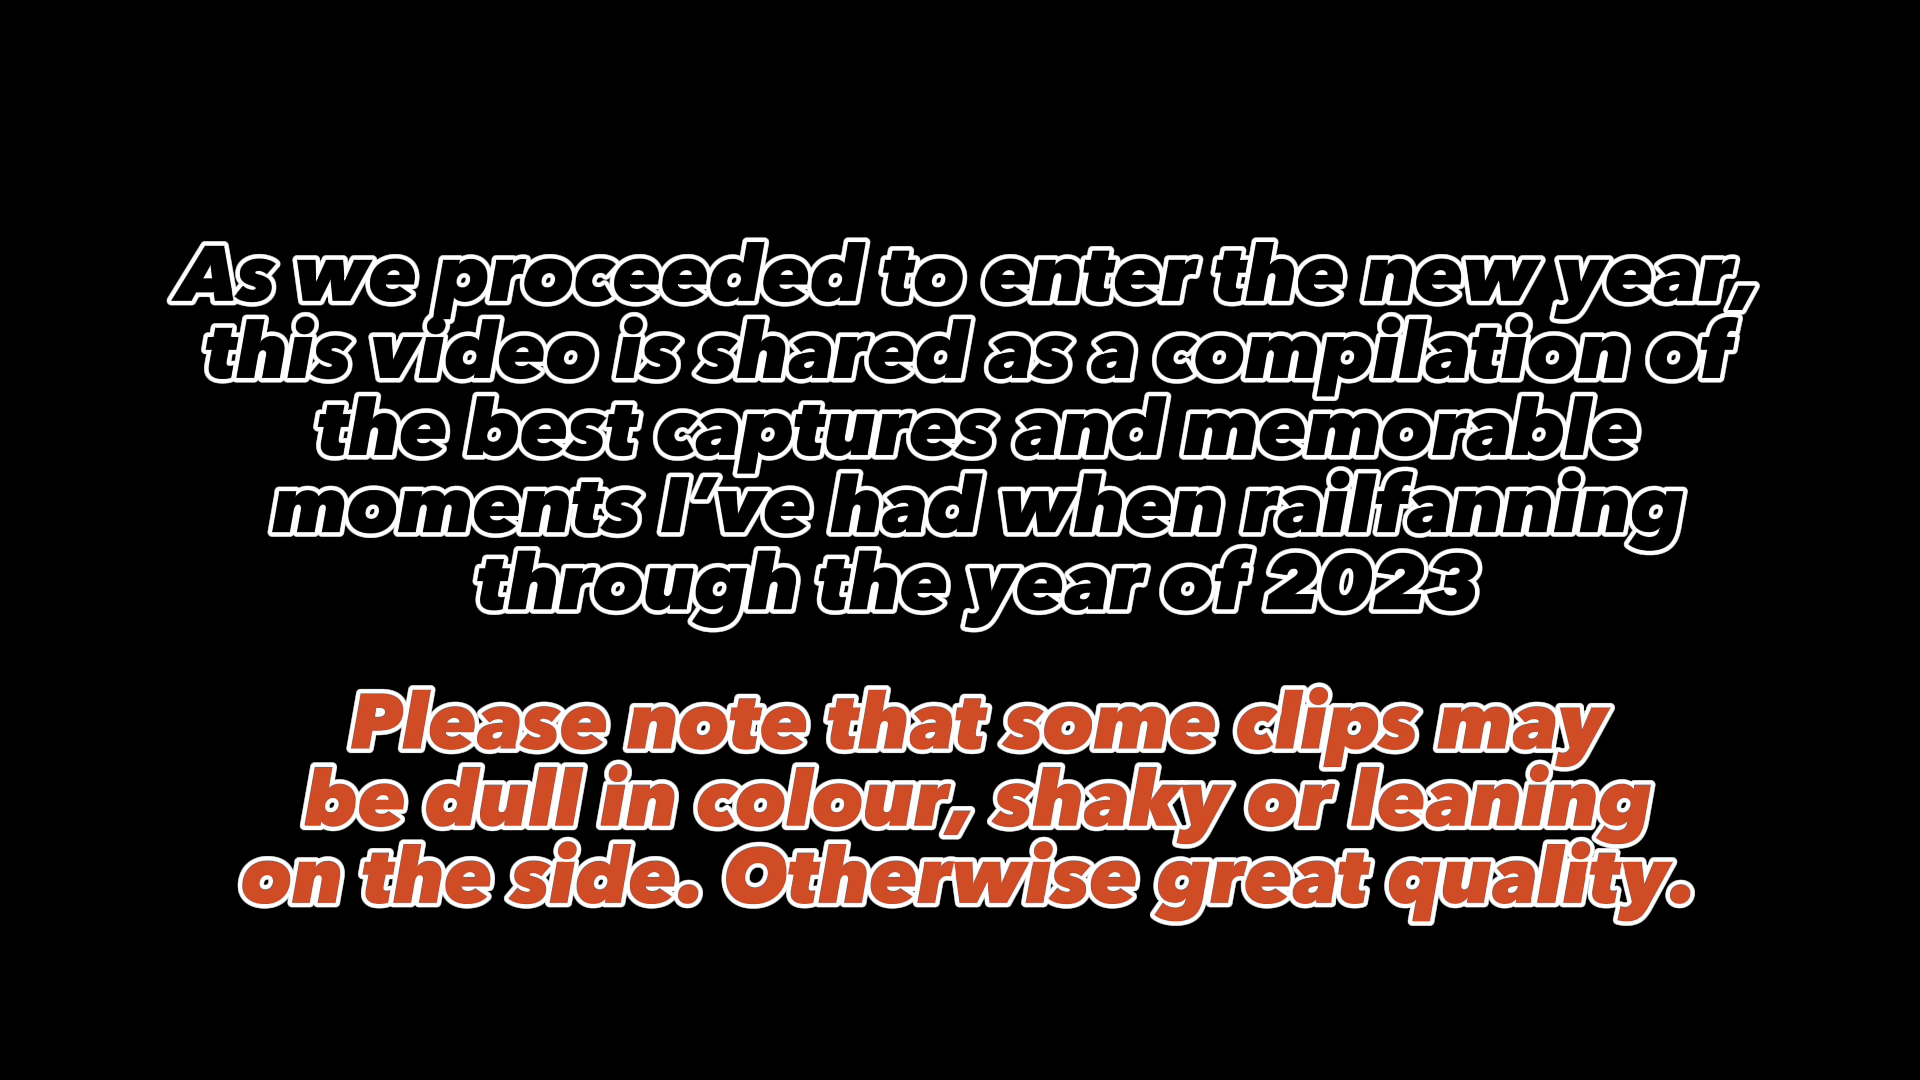 As we proceeded to enter the new year,
this video is shared as a compilation of
the best captures and memorable
moments I’ve had when railfanning
through the year of 2023
Please note that some clips may
be dull in colour, shaky or leaning
on the side. Otherwise great quality.